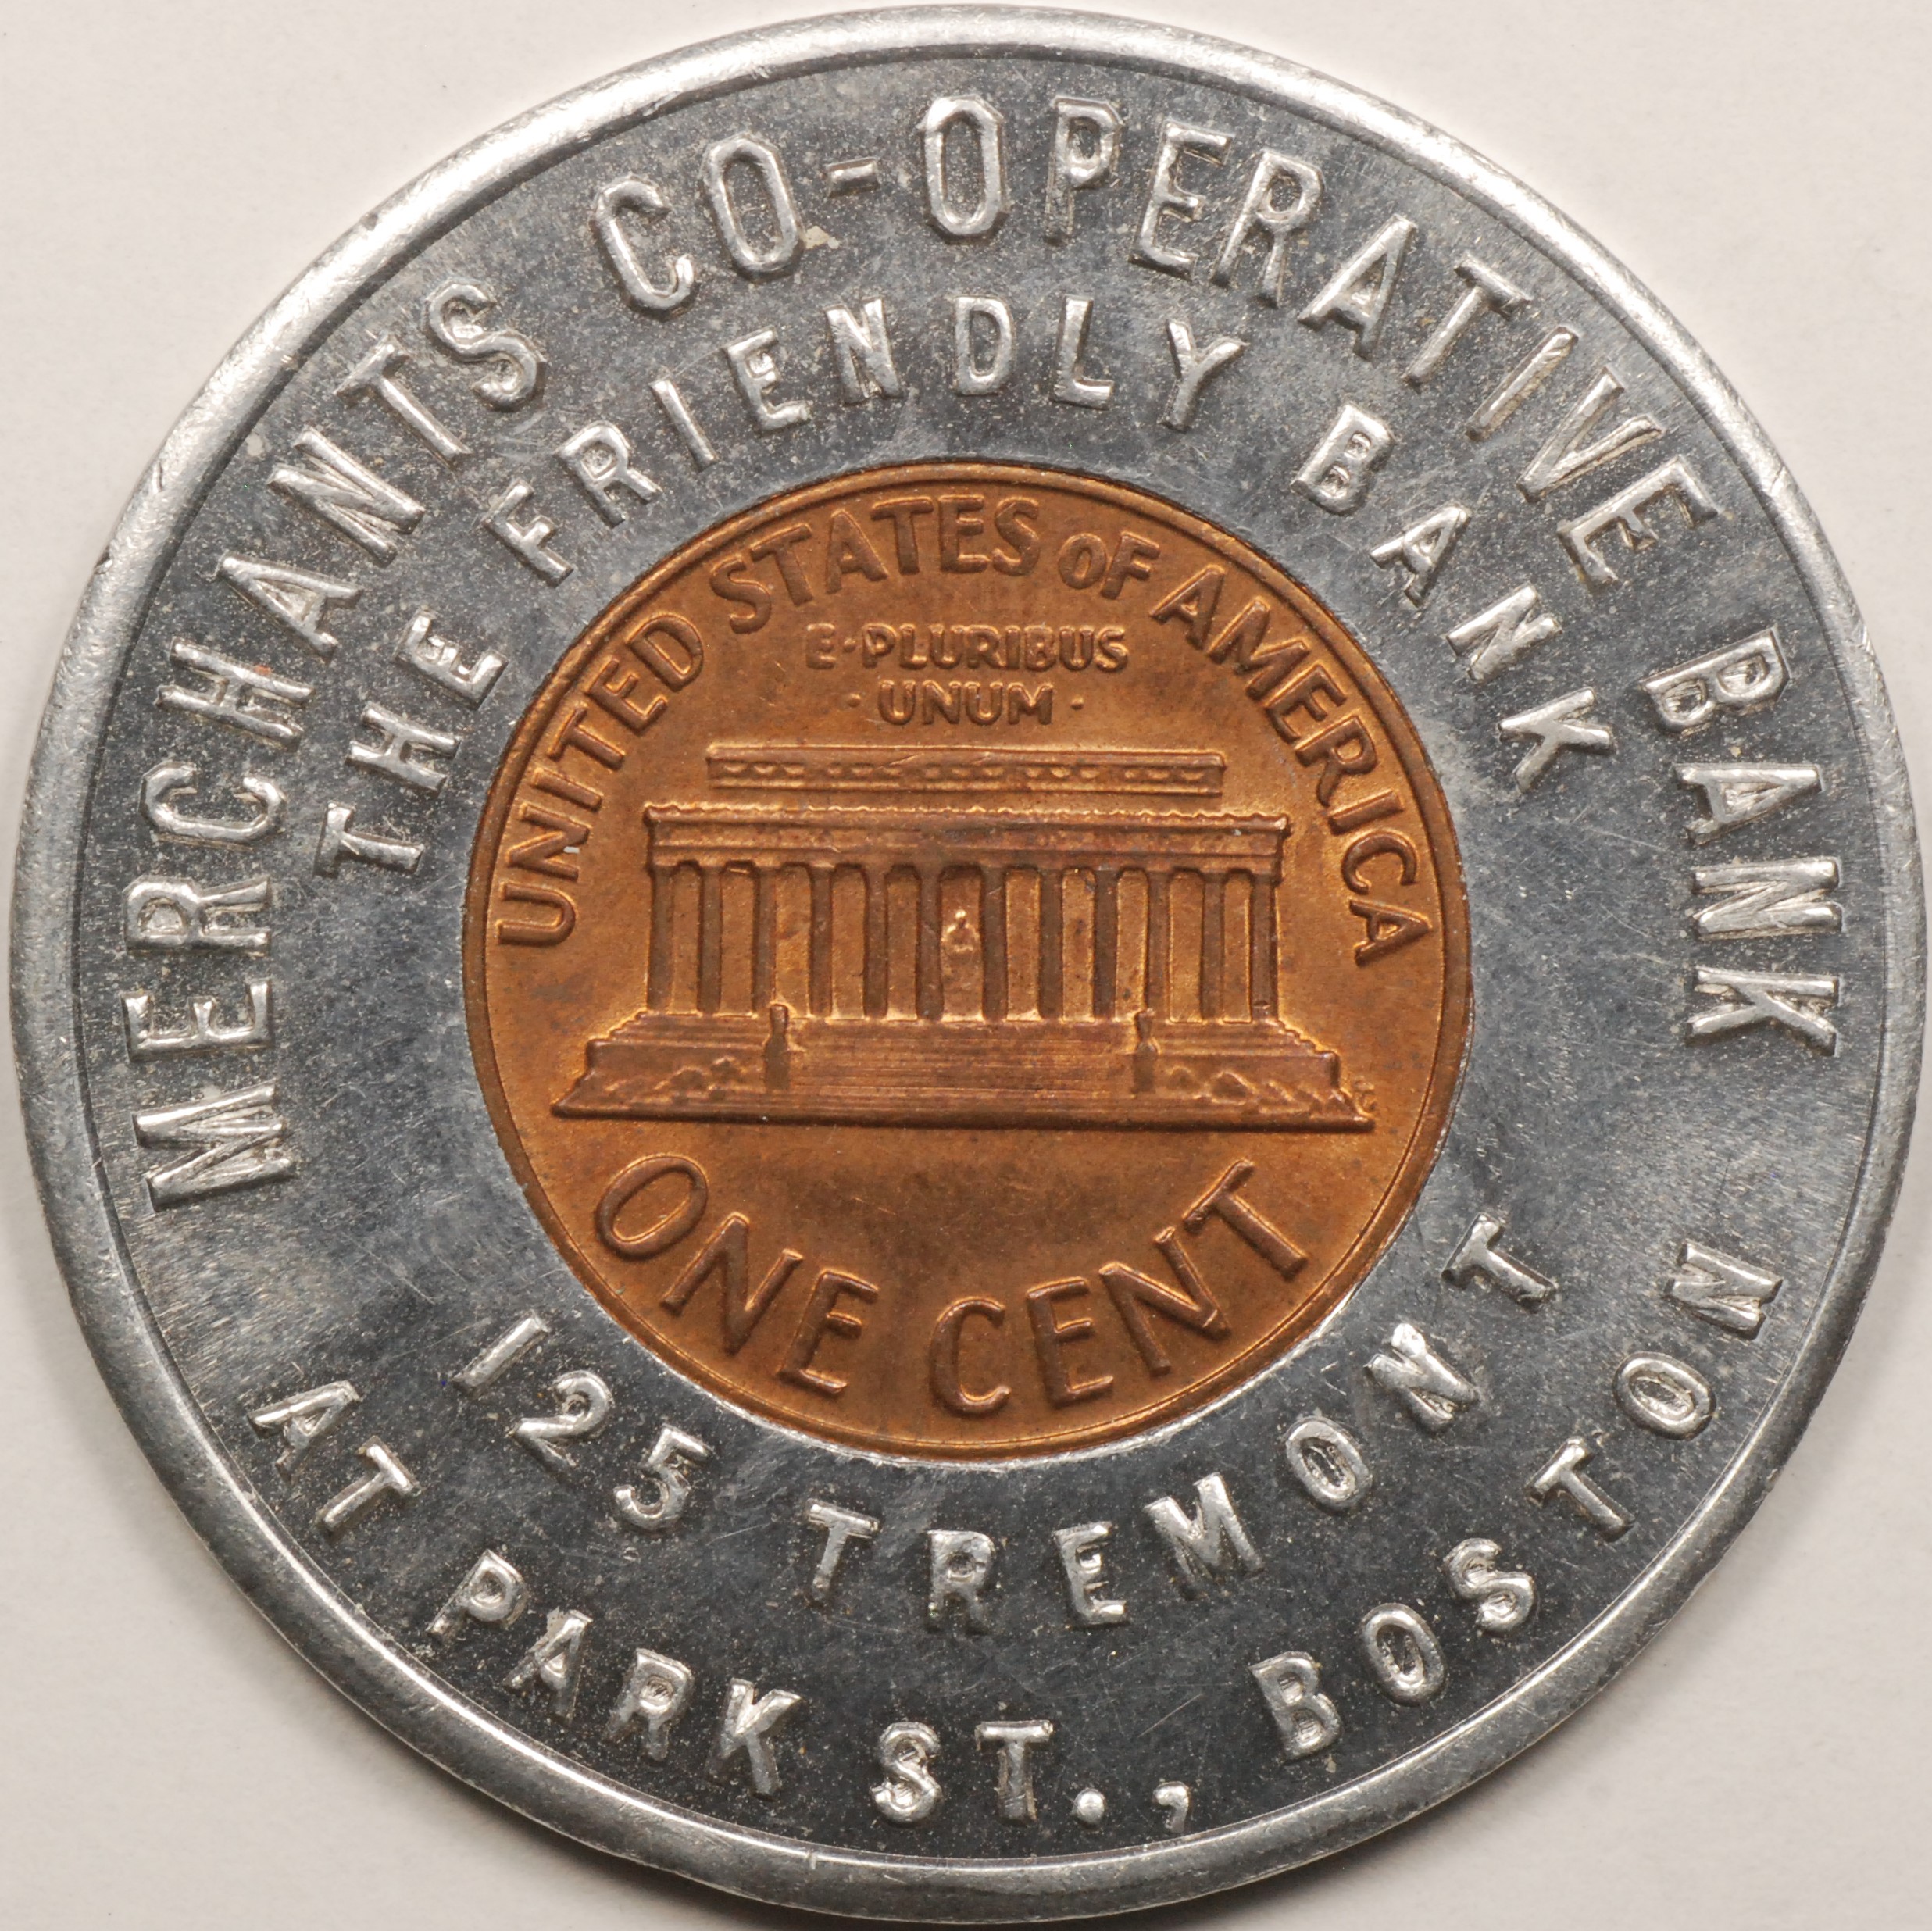 MERCHANTS CO-OPERATIVE BANK
THE FRIENDLY BANK
UNITED STATES OF AMERICA
E·PLURIBUS
·UNUM·
ONE CENT
125 TREMONT
AT PARK ST., BOSTON